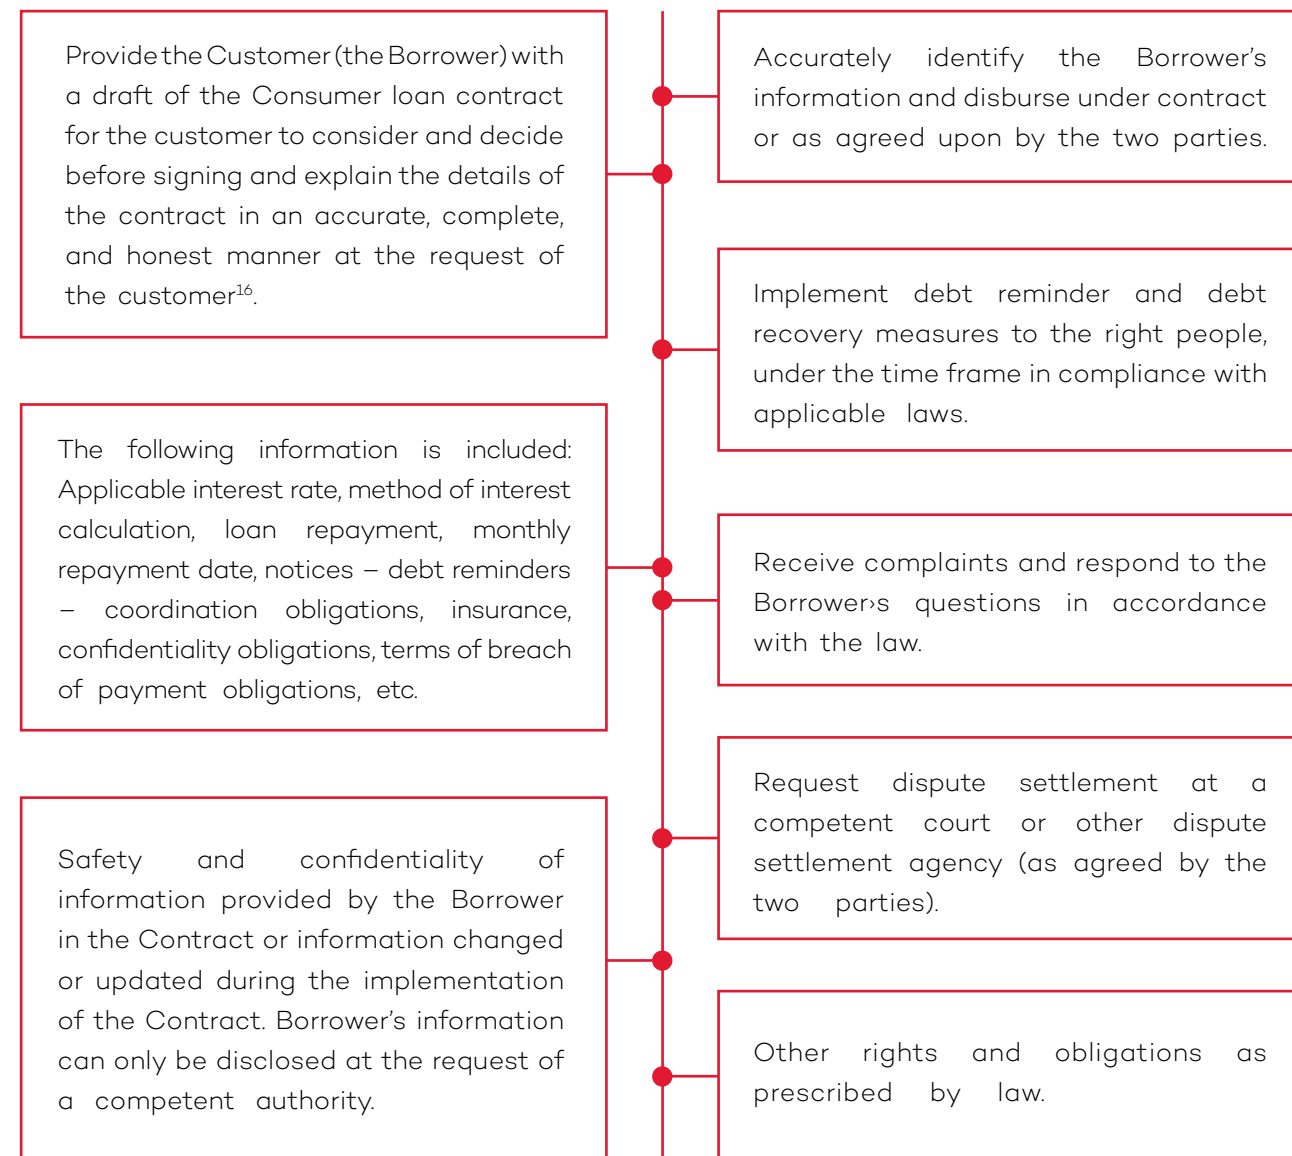 Provide the Customer (the Borrower) with
a draft of the Consumer loan contract
for the customer to consider and decide
before signing and explain the details of
the contract in an accurate, complete,
and honest manner at the request of
the customer16.
The following information is included:
Applicable interest rate, method of interest
calculation, loan repayment, monthly
repayment date, notices – debt reminders
– coordination obligations, insurance,
confidentiality obligations, terms of breach
of payment obligations, etc.
Safety and confidentiality of
information provided by the Borrower
in the Contract or information changed
or updated during the implementation
of the Contract. Borrower’s information
can only be disclosed at the request of
a competent authority.
Accurately identify the Borrower’s
information and disburse under contract
or as agreed upon by the two parties.
Implement debt reminder and debt
recovery measures to the right people,
under the time frame in compliance with
applicable laws.
Receive complaints and respond to the
Borrower›s questions in accordance
with the law.
Request dispute settlement at a
competent court or other dispute
settlement agency (as agreed by the
two parties).
Other rights and obligations as
prescribed by law.